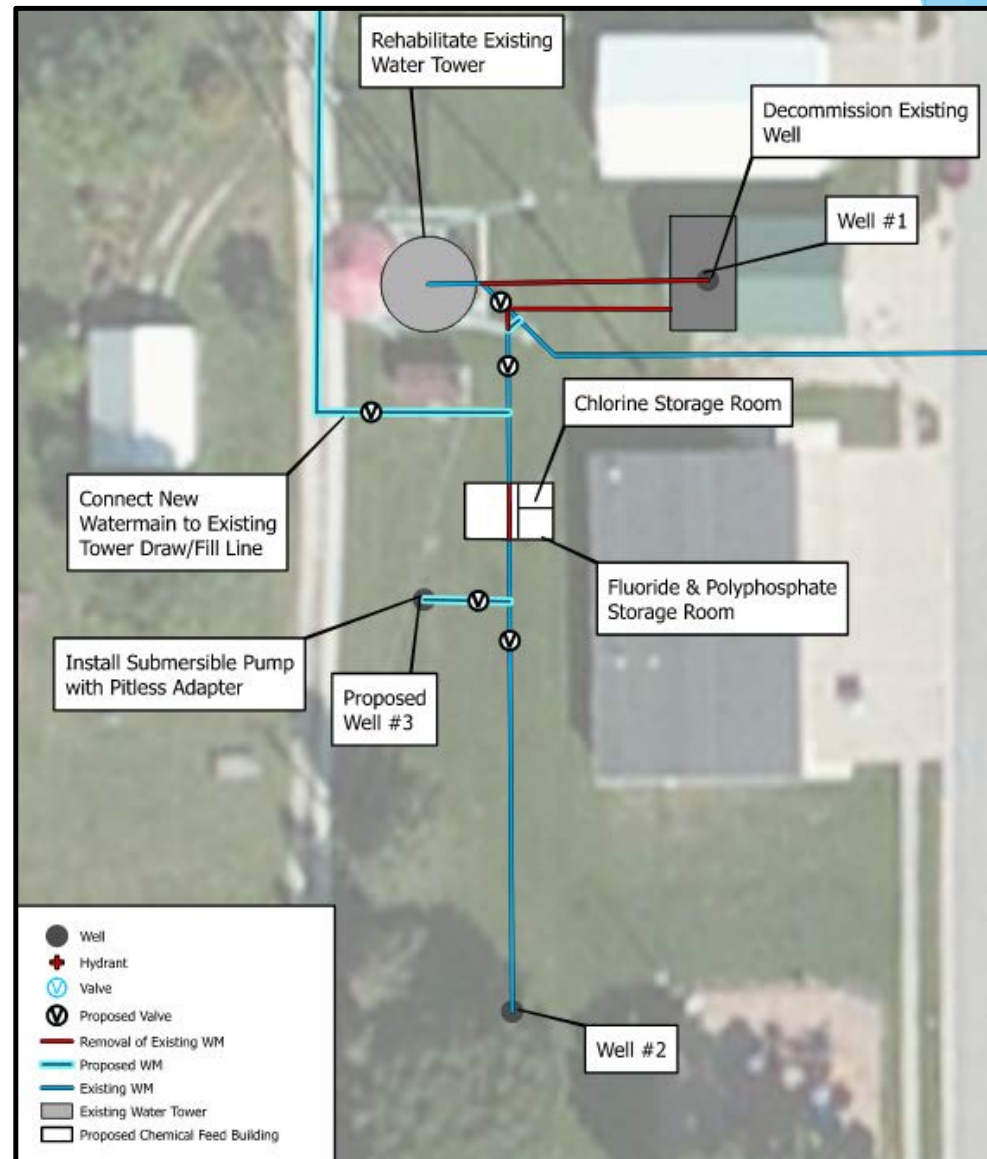 Rehabilitate Existing
Water Tower
Decommission Existing
Well
Well #1
V
V
V
Chlorine Storage Room
Connect New
Watermain to Existing
Tower Draw/Fill Line
Fluoride & Polyphosphate
Storage Room
V
V
Install Submersible Pump
with Pitless Adapter
Proposed
Well #3
Well #2
Well
Hydrant
V Valve
V Proposed Valve
Removal of Existing WM
Proposed WM
Existing WM
Existing Water Tower
Proposed Chemical Feed Building